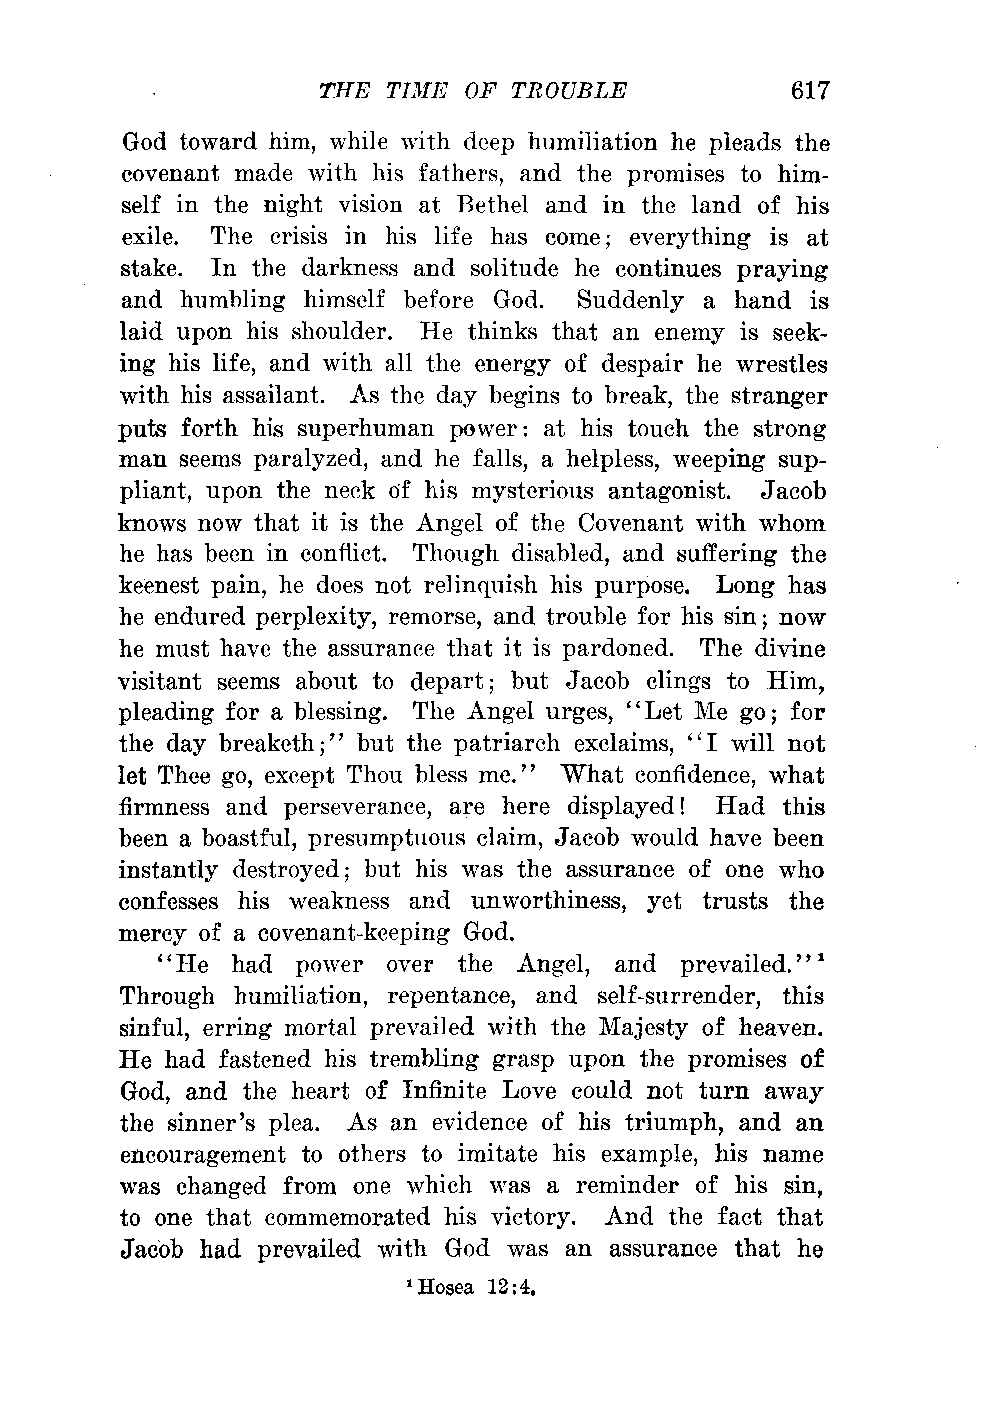 THE TIME OF TROUBLE 617
God toward him, while with deep humiliation he pleads the
covenant made with his fathers, and the promises to him-
self in the night vision at Bethel and in the land of his
exile. The crisis in his life has come; everything is at
stake. In the darkness and solitude he continues praying
and humbling himself before God. Suddenly a hand is
laid upon his shoulder. He thinks that an enemy is seek-
ing his life, and with all the energy of despair he wrestles
with his assailant. As the day begins to break, the stranger
puts forth his superhuman power: at his touch the strong
man seems paralyzed, and he falls, a helpless, weeping sup-
pliant, upon the neck of his mysterious antagonist. Jacob
knows now that it is the Angel of the Covenant with whom
he has been in conflict. Though disabled, and suffering the
keenest pain, he does not relinquish his purpose. Long has
he endured perplexity, remorse, and trouble for his sin; now
he must have the assurance that it is pardoned. The divine
visitant seems about to depart; but Jacob clings to Him,
pleading for a blessing. The Angel urges, “Let Me go; for
the day breaketh;” but the patriarch exclaims, “I will not
let Thee go, except Thou bless me.” What confidence, what
firmness and perseverance, are here displayed! Had this
been a boastful, presumptuous claim, Jacob would have been
instantly destroyed; but his was the assurance of one who
confesses his weakness and unworthiness, yet trusts the
mercy of a covenant-keeping God.
“He had power over the Angel, and prevailed.”¹
Through humiliation, repentance, and self-surrender, this
sinful, erring mortal prevailed with the Majesty of heaven.
He had fastened his trembling grasp upon the promises of
God, and the heart of Infinite Love could not turn away
the sinner’s plea. As an evidence of his triumph, and an
encouragement to others to imitate his example, his name
was changed from one which was a reminder of his sin,
to one that commemorated his victory. And the fact that
Jacob had prevailed with God was an assurance that he
¹ Hosea 12:4.